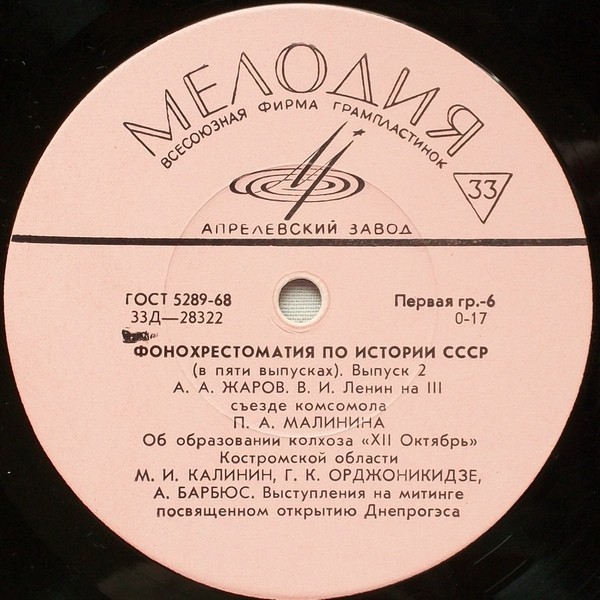 МЕЛОДИЯ
ВСЕСОЮЗНАЯ ФИРМА ГРАМПЛАСТИНОК
33
АПРЕЛЕВСКИЙ ЗАВОД
ГОСТ 5289-68 Первая гр.-6
33Д—28322 0-17
ФОНОХРЕСТОМАТИЯ ПО ИСТОРИИ СССР
(в пяти выпусках). Выпуск 2
А. А. ЖАРОВ. В. И. Ленин на III
съезде комсомола
П. А. МАЛИНИНА
Об образовании колхоза «XII Октябрь»
Костромской области
М. И. КАЛИНИН, Г. К. ОРДЖОНИКИДЗЕ,
А. БАРБЮС. Выступления на митинге
посвященном открытию Днепрогэса